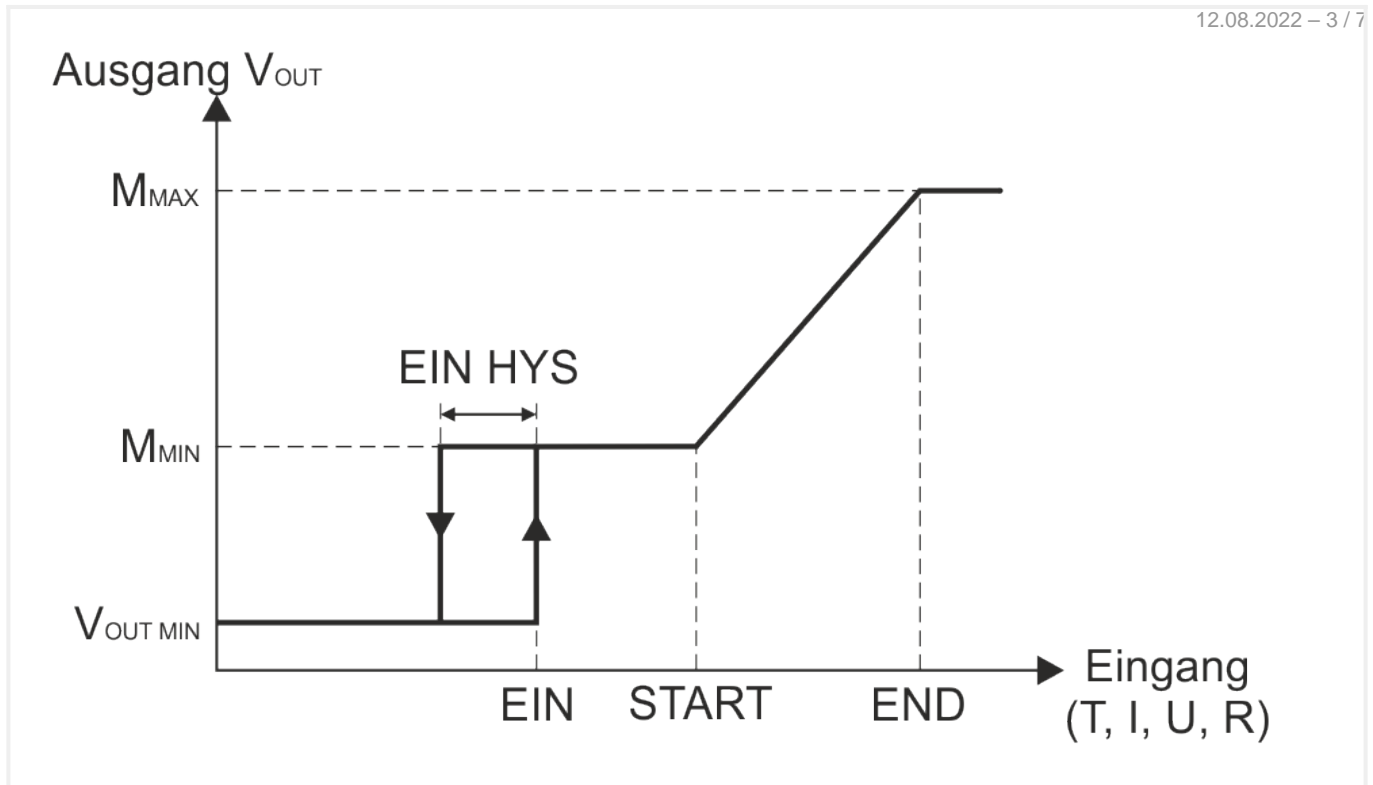 12.08.2022 – 3 / 7
Ausgang VOUT
MMAX
EIN HYS
MMIN
VOUT MIN
EIN START END
Eingang
(T, I, U, R)